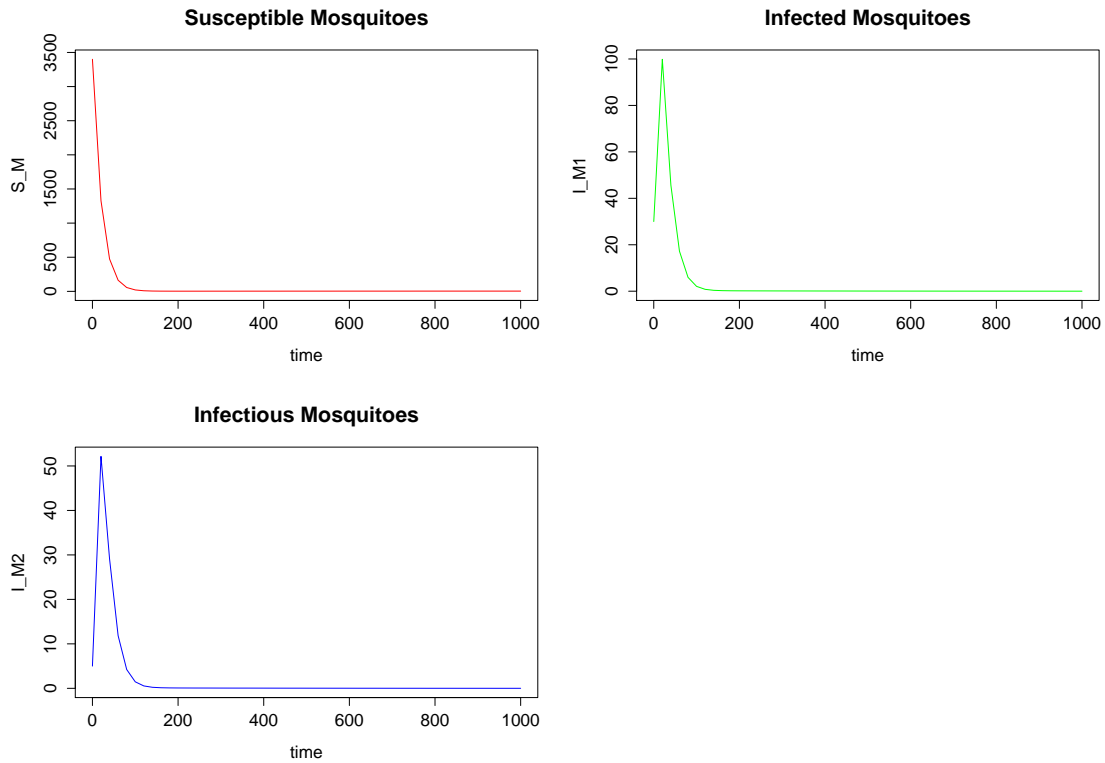 Susceptible Mosquitoes
S_M
0 500 1500 2500 3500
0 200 400 600 800 1000
time
Infected Mosquitoes
I_M1
0 20 40 60 80 100
0 200 400 600 800 1000
time
Infectious Mosquitoes
I_M2
0 10 20 30 40 50
0 200 400 600 800 1000
time